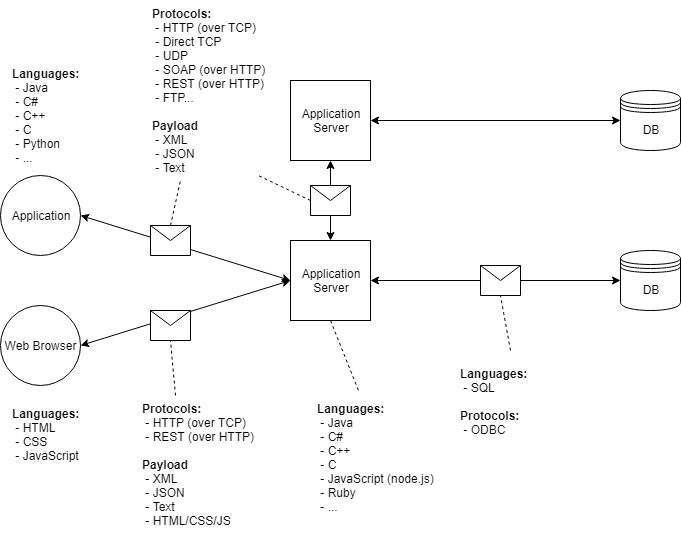 Protocols:
- HTTP (over TCP)
- Direct TCP
- UDP
- SOAP (over HTTP)
- REST (over HTTP)
- FTP...
Payload
- XML
- JSON
- Text
Languages:
- Java
- C#
- C++
- C
- Python
- ...
Application
Server
DB
Application
Application
Server
DB
Web Browser
Languages:
- HTML
- CSS
- JavaScript
Protocols:
- HTTP (over TCP)
- REST (over HTTP)
Payload
- XML
- JSON
- Text
- HTML/CSS/JS
Languages:
- Java
- C#
- C++
- C
- JavaScript (node.js)
- Ruby
- ...
Languages:
- SQL
Protocols:
- ODBC